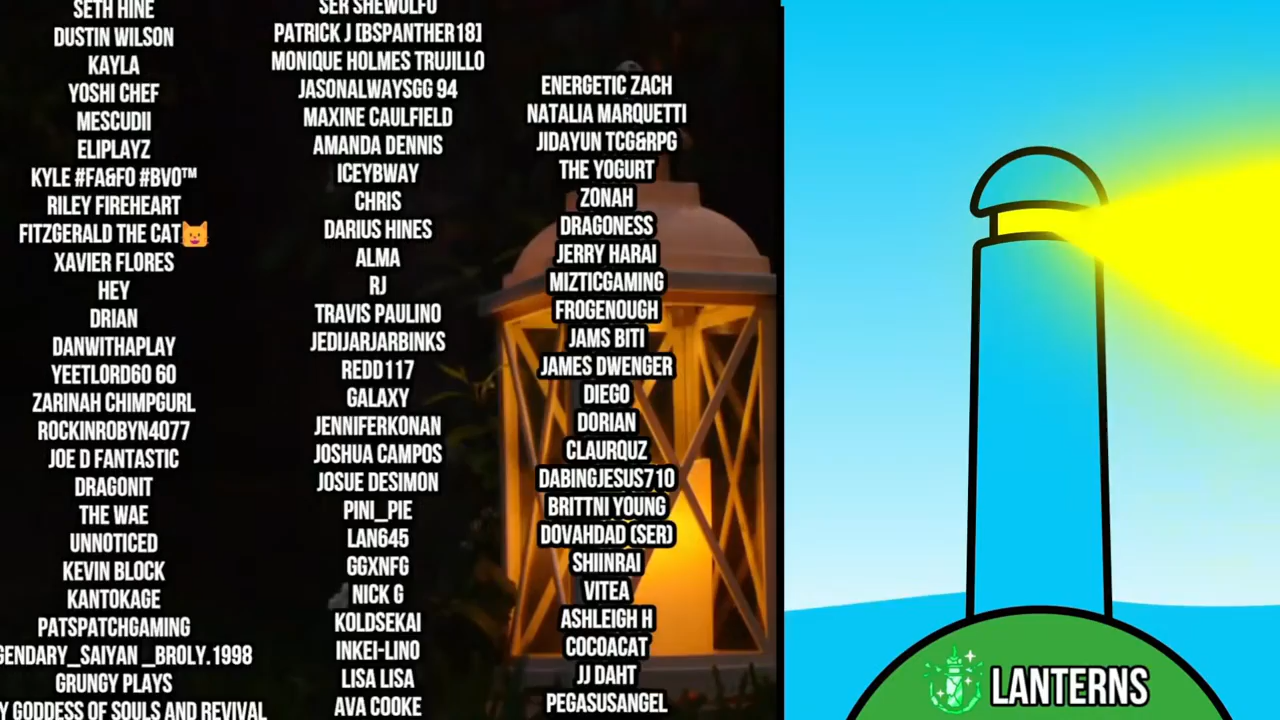 SETH HINE
DUSTIN WILSON
KAYLA
YOSHI CHEF
MESCUDII
ELIPLAYZ
KYLE #FA&FO #BVO™
RILEY FIREHEART
FITZGERALD THE CAT😺
XAVIER FLORES
HEY
DRIAN
DANWITHAPLAY
YEETLORD60 60
ZARINAH CHIMPGURL
ROCKINROBYN4077
JOE D FANTASTIC
DRAGONIT
THE WAE
UNNOTICED
KEVIN BLOCK
KANTOKAGE
PATSPATCHGAMING
GENDARY_SAIYAN _BROLY.1998
GRUNGY PLAYS
Y GODDESS OF SOULS AND REVIVAL
SER SHEWULFU
PATRICK J [BSPANTHER18]
MONIQUE HOLMES TRUJILLO
JASONALWAYSGG 94
MAXINE CAULFIELD
AMANDA DENNIS
ICEYBWAY
CHRIS
DARIUS HINES
ALMA
RJ
TRAVIS PAULINO
JEDIJARJARBINKS
REDD117
GALAXY
JENNIFERKONAN
JOSHUA CAMPOS
JOSUE DESIMON
PINI_PIE
LAN645
GGXNFG
NICK G
KOLDSEKAI
INKEI-LINO
LISA LISA
AVA COOKE
ENERGETIC ZACH
NATALIA MARQUETTI
JIDAYUN TCG&RPG
THE YOGURT
ZONAH
DRAGONESS
JERRY HARAI
MIZTICGAMING
FROGENOUGH
JAMS BITI
JAMES DWENGER
DIEGO
DORIAN
CLAURQUZ
DABINGJESUS710
BRITTNI YOUNG
DOVAHDAD (SER)
SHIINRAI
VITEA
ASHLEIGH H
COCOACAT
JJ DAHT
PEGASUSANGEL
LANTERNS